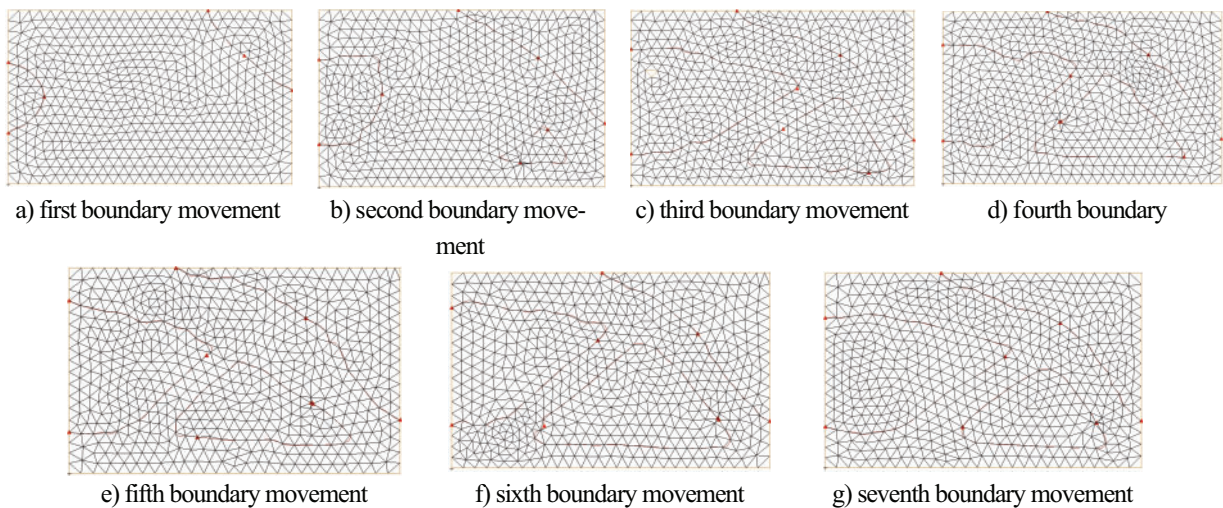 a) first boundary movement
b) second boundary move-
ment
c) third boundary movement
d) fourth boundary
e) fifth boundary movement
f) sixth boundary movement
g) seventh boundary movement